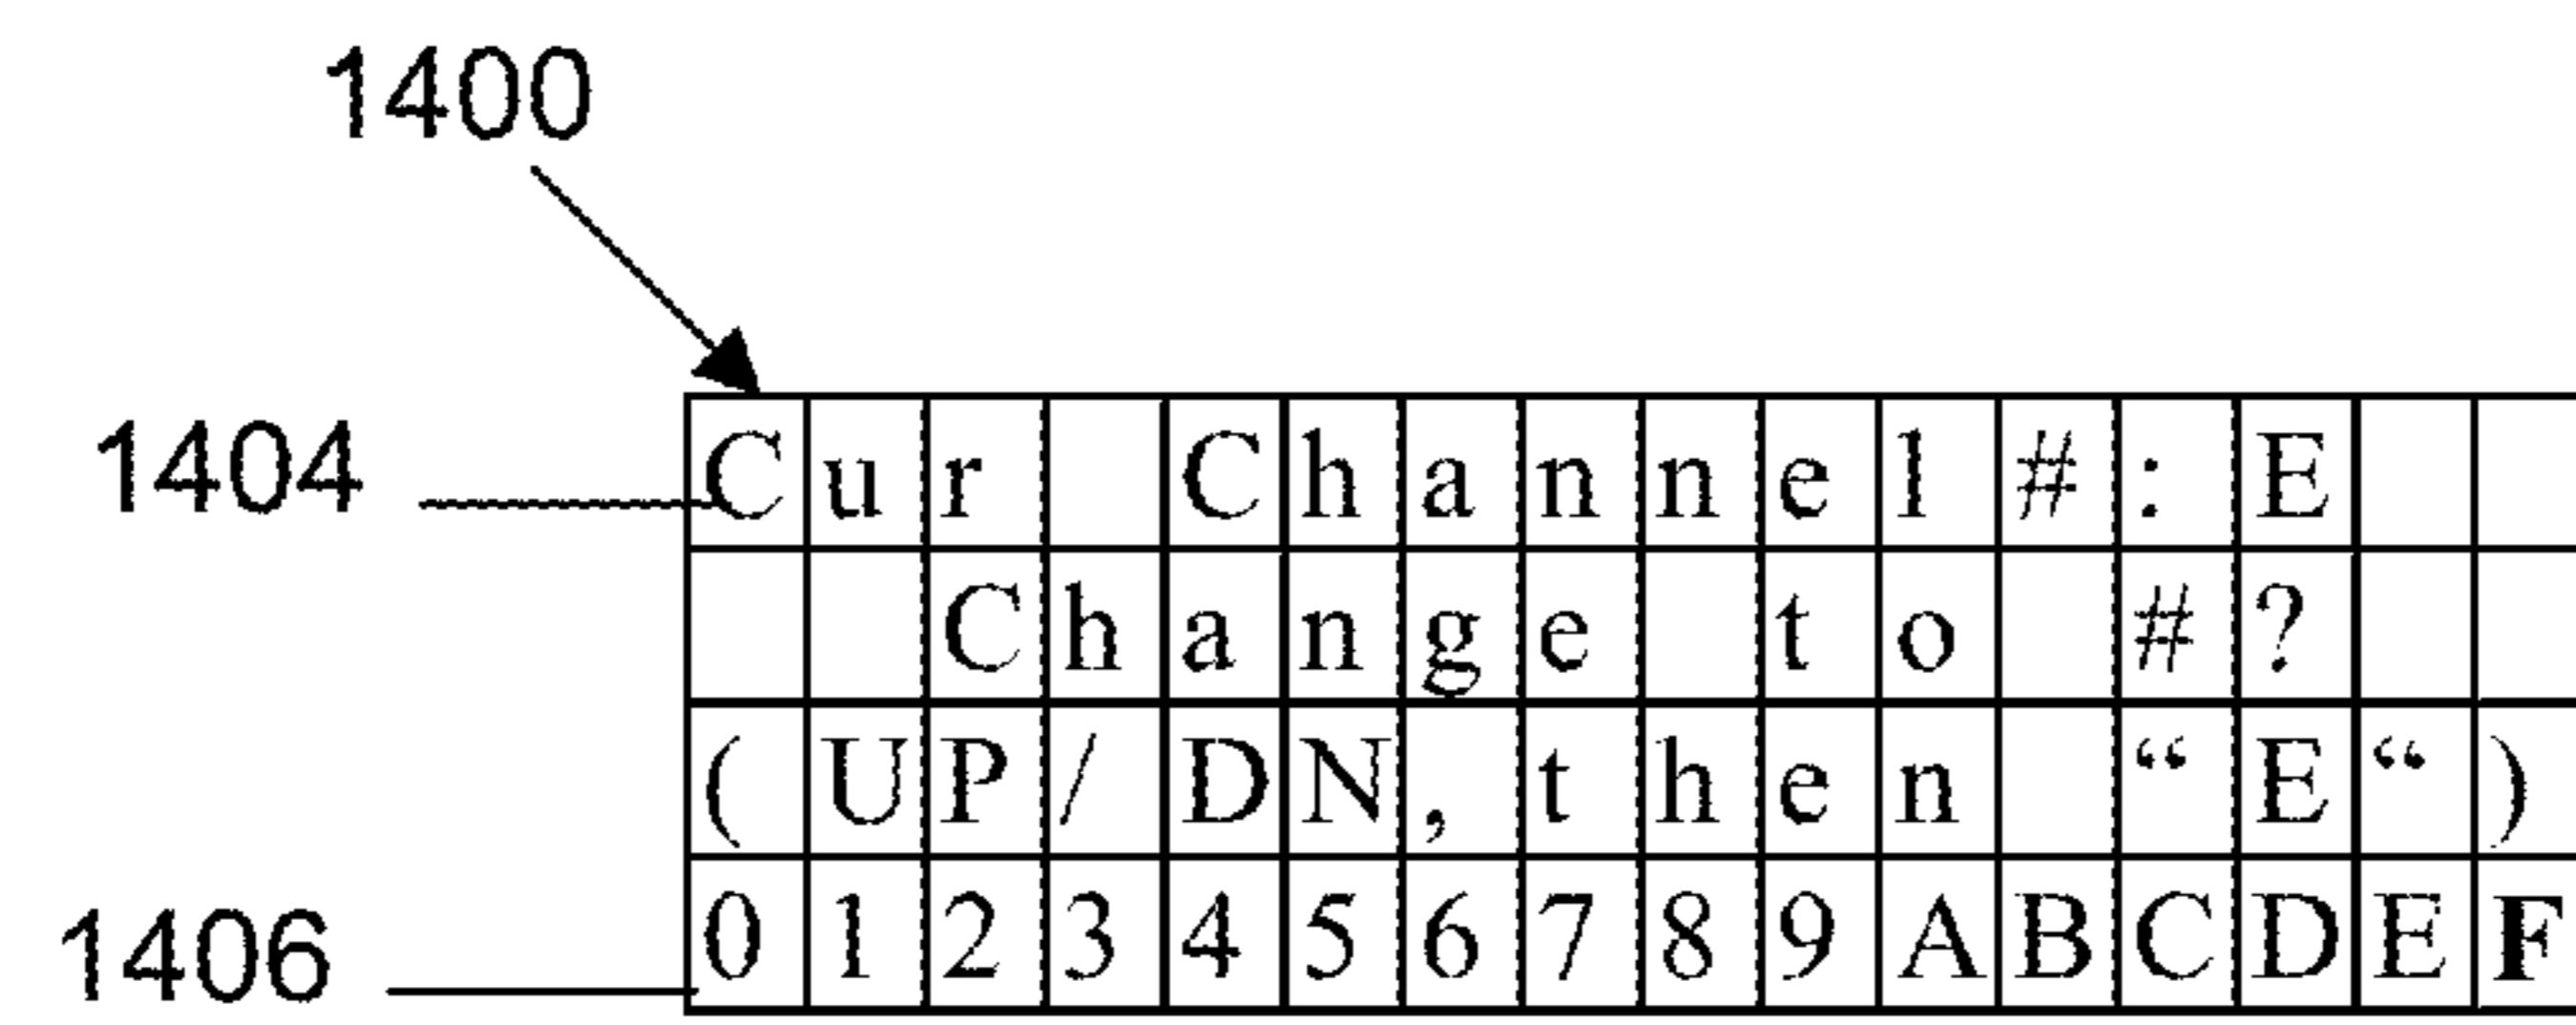 1400
1404
Cur Channel#:E
Change to #?
(UP/DN,then “E“)
1406
0123456789ABCDEF